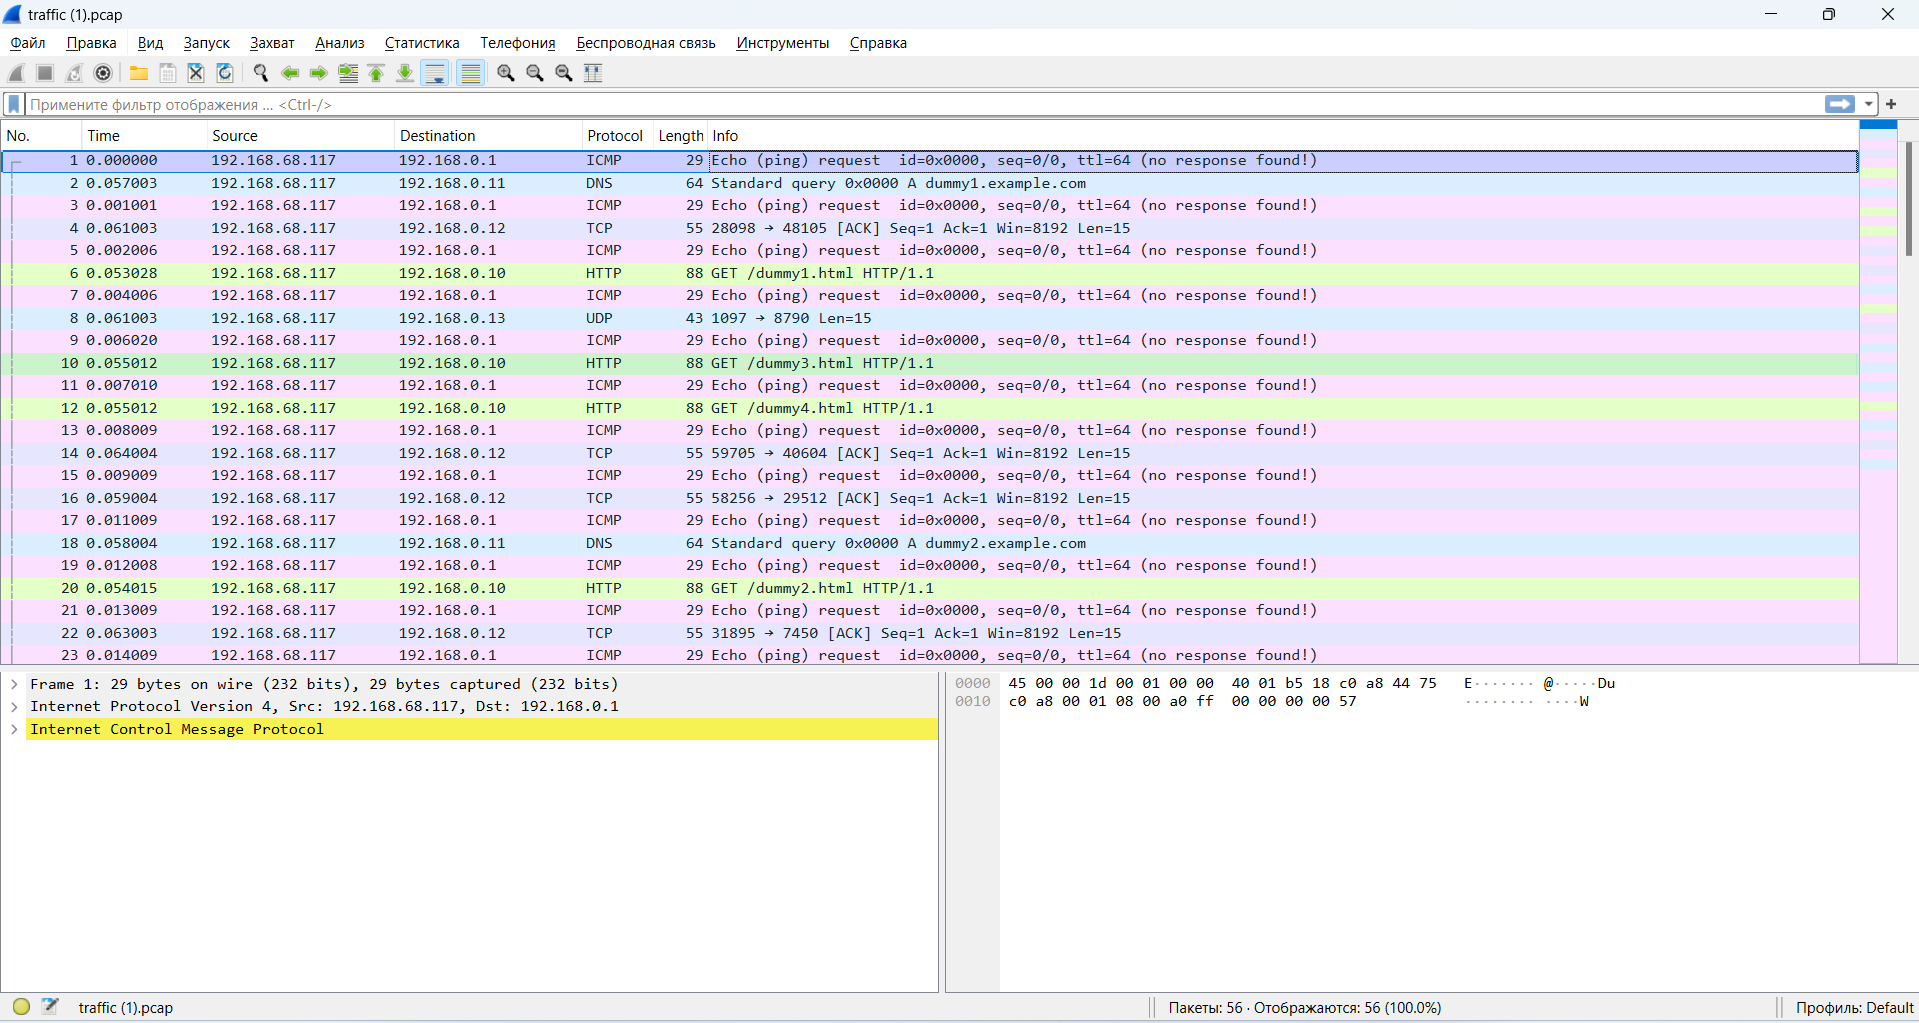 traffic (1).pcap
Файл Правка Вид Запуск Захват Анализ Статистика Телефония Беспроводная связь Инструменты Справка
Примените фильтр отображения ... <Ctrl-/>
No. Time Source Destination Protocol Length Info
1 0.000000 192.168.68.117 192.168.0.1 ICMP 29 Echo (ping) request id=0x0000, seq=0/0, ttl=64 (no response found!)
2 0.057003 192.168.68.117 192.168.0.11 DNS 64 Standard query 0x0000 A dummy1.example.com
3 0.001001 192.168.68.117 192.168.0.1 ICMP 29 Echo (ping) request id=0x0000, seq=0/0, ttl=64 (no response found!)
4 0.061003 192.168.68.117 192.168.0.12 TCP 55 28098 → 48105 [ACK] Seq=1 Ack=1 Win=8192 Len=15
5 0.002006 192.168.68.117 192.168.0.1 ICMP 29 Echo (ping) request id=0x0000, seq=0/0, ttl=64 (no response found!)
6 0.053028 192.168.68.117 192.168.0.10 HTTP 88 GET /dummy1.html HTTP/1.1
7 0.004006 192.168.68.117 192.168.0.1 ICMP 29 Echo (ping) request id=0x0000, seq=0/0, ttl=64 (no response found!)
8 0.061003 192.168.68.117 192.168.0.13 UDP 43 1097 → 8790 Len=15
9 0.006020 192.168.68.117 192.168.0.1 ICMP 29 Echo (ping) request id=0x0000, seq=0/0, ttl=64 (no response found!)
10 0.055012 192.168.68.117 192.168.0.10 HTTP 88 GET /dummy3.html HTTP/1.1
11 0.007010 192.168.68.117 192.168.0.1 ICMP 29 Echo (ping) request id=0x0000, seq=0/0, ttl=64 (no response found!)
12 0.055012 192.168.68.117 192.168.0.10 HTTP 88 GET /dummy4.html HTTP/1.1
13 0.008009 192.168.68.117 192.168.0.1 ICMP 29 Echo (ping) request id=0x0000, seq=0/0, ttl=64 (no response found!)
14 0.064004 192.168.68.117 192.168.0.12 TCP 55 59705 → 40604 [ACK] Seq=1 Ack=1 Win=8192 Len=15
15 0.009009 192.168.68.117 192.168.0.1 ICMP 29 Echo (ping) request id=0x0000, seq=0/0, ttl=64 (no response found!)
16 0.059004 192.168.68.117 192.168.0.12 TCP 55 58256 → 29512 [ACK] Seq=1 Ack=1 Win=8192 Len=15
17 0.011009 192.168.68.117 192.168.0.1 ICMP 29 Echo (ping) request id=0x0000, seq=0/0, ttl=64 (no response found!)
18 0.058004 192.168.68.117 192.168.0.11 DNS 64 Standard query 0x0000 A dummy2.example.com
19 0.012008 192.168.68.117 192.168.0.1 ICMP 29 Echo (ping) request id=0x0000, seq=0/0, ttl=64 (no response found!)
20 0.054015 192.168.68.117 192.168.0.10 HTTP 88 GET /dummy2.html HTTP/1.1
21 0.013009 192.168.68.117 192.168.0.1 ICMP 29 Echo (ping) request id=0x0000, seq=0/0, ttl=64 (no response found!)
22 0.063003 192.168.68.117 192.168.0.12 TCP 55 31895 → 7450 [ACK] Seq=1 Ack=1 Win=8192 Len=15
23 0.014009 192.168.68.117 192.168.0.1 ICMP 29 Echo (ping) request id=0x0000, seq=0/0, ttl=64 (no response found!)
Frame 1: 29 bytes on wire (232 bits), 29 bytes captured (232 bits)
Internet Protocol Version 4, Src: 192.168.68.117, Dst: 192.168.0.1
Internet Control Message Protocol
0000 45 00 00 1d 00 01 00 00 40 01 b5 18 c0 a8 44 75 E······· @·····Du
0010 c0 a8 00 01 08 00 a0 ff 00 00 00 00 57 ········ ····W
traffic (1).pcap
Пакеты: 56 · Отображаются: 56 (100.0%)
Профиль: Default